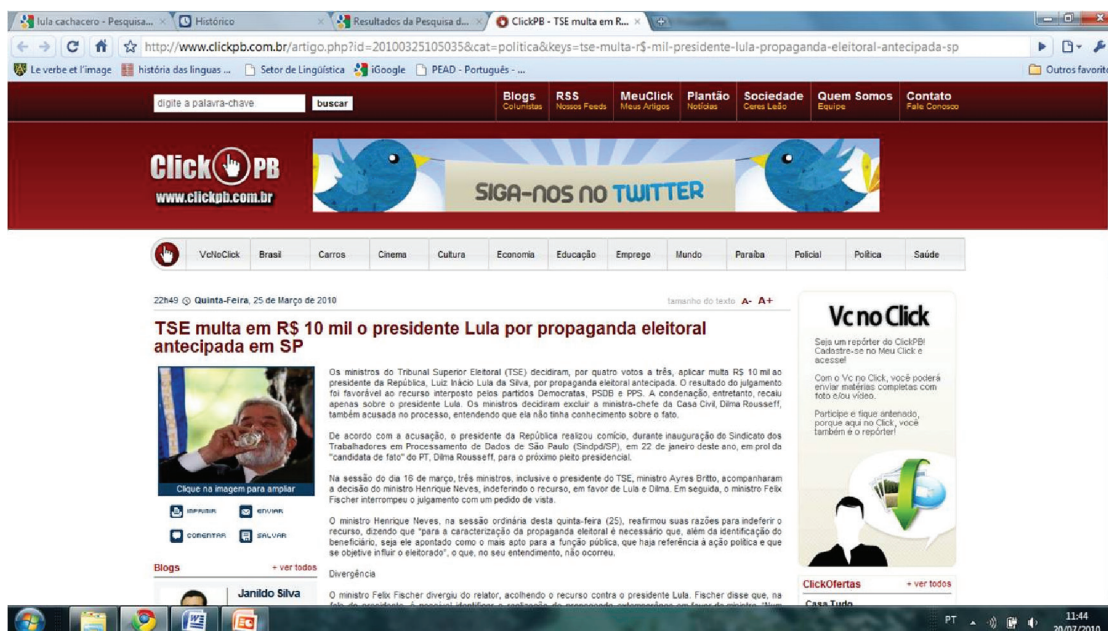 lula cachacero - Pesquisa... Histórico Resultados da Pesquisa d... ClickPB - TSE multa em R...
http://www.clickpb.com.br/artigo.php?id=20100325105035&cat=politica&keys=tse-multa-r$-mil-presidente-lula-propaganda-eleitoral-antecipada-sp
Le verbe et l'image história das linguas ... Setor de Lingüística iGoogle PEAD - Português - ... Outros favorito
digite a palavra-chave buscar
Blogs RSS MeuClick Plantão Sociedade Quem Somos Contato
Colunistas Nossos Feeds Meus Artigos Notícias Ceres Leão Equipe Fale Conosco
Click PB
www.clickpb.com.br
SIGA-NOS NO TWITTER
VcNoClick Brasil Carros Cinema Cultura Economia Educação Emprego Mundo Paraíba Policial Política Saúde
22h49 Quinta-Feira, 25 de Março de 2010 tamanho do texto A- A+
TSE multa em R$ 10 mil o presidente Lula por propaganda eleitoral
antecipada em SP
Clique na imagem para ampliar
IMPRIMIR ENVIAR
COMENTAR SALVAR
Blogs + ver todos
Janildo Silva
Os ministros do Tribunal Superior Eleitoral (TSE) decidiram, por quatro votos a três, aplicar multa R$ 10 mil ao
presidente da República, Luiz Inácio Lula da Silva, por propaganda eleitoral antecipada. O resultado do julgamento
foi favorável ao recurso interposto pelos partidos Democratas, PSDB e PPS. A condenação, entretanto, recaiu
apenas sobre o presidente Lula. Os ministros decidiram excluir a ministra-chefe da Casa Civil, Dilma Rousseff,
também acusada no processo, entendendo que ela não tinha conhecimento sobre o fato.
De acordo com a acusação, o presidente da República realizou comício, durante inauguração do Sindicato dos
Trabalhadores em Processamento de Dados de São Paulo (Sindpd/SP), em 22 de janeiro deste ano, em prol da
"candidata de fato" do PT, Dilma Rousseff, para o próximo pleito presidencial.
Na sessão do dia 16 de março, três ministros, inclusive o presidente do TSE, ministro Ayres Britto, acompanharam
a decisão do ministro Henrique Neves, indeferindo o recurso, em favor de Lula e Dilma. Em seguida, o ministro Felix
Fischer interrompeu o julgamento com um pedido de vista.
O ministro Henrique Neves, na sessão ordinária desta quinta-feira (25), reafirmou suas razões para indeferir o
recurso, dizendo que "para a caracterização da propaganda eleitoral é necessário que, além da identificação do
beneficiário, seja ele apontado como o mais apto para a função pública, que haja referência à ação política e que
se objetive influir o eleitorado", o que, no seu entendimento, não ocorreu.
Divergência
O ministro Felix Fischer divergiu do relator, acolhendo o recurso contra o presidente Lula. Fischer disse que, na
Vc no Click
Seja um repórter do ClickPB!
Cadastre-se no Meu Click e
acesse!
Com o Vc no Click, você poderá
enviar matérias completas com
foto e/ou vídeo.
Participe e fique antenado,
porque aqui no Click, você
também é o repórter!
ClickOfertas + ver todos
Casa Tudo
PT 11:44
20/07/2010